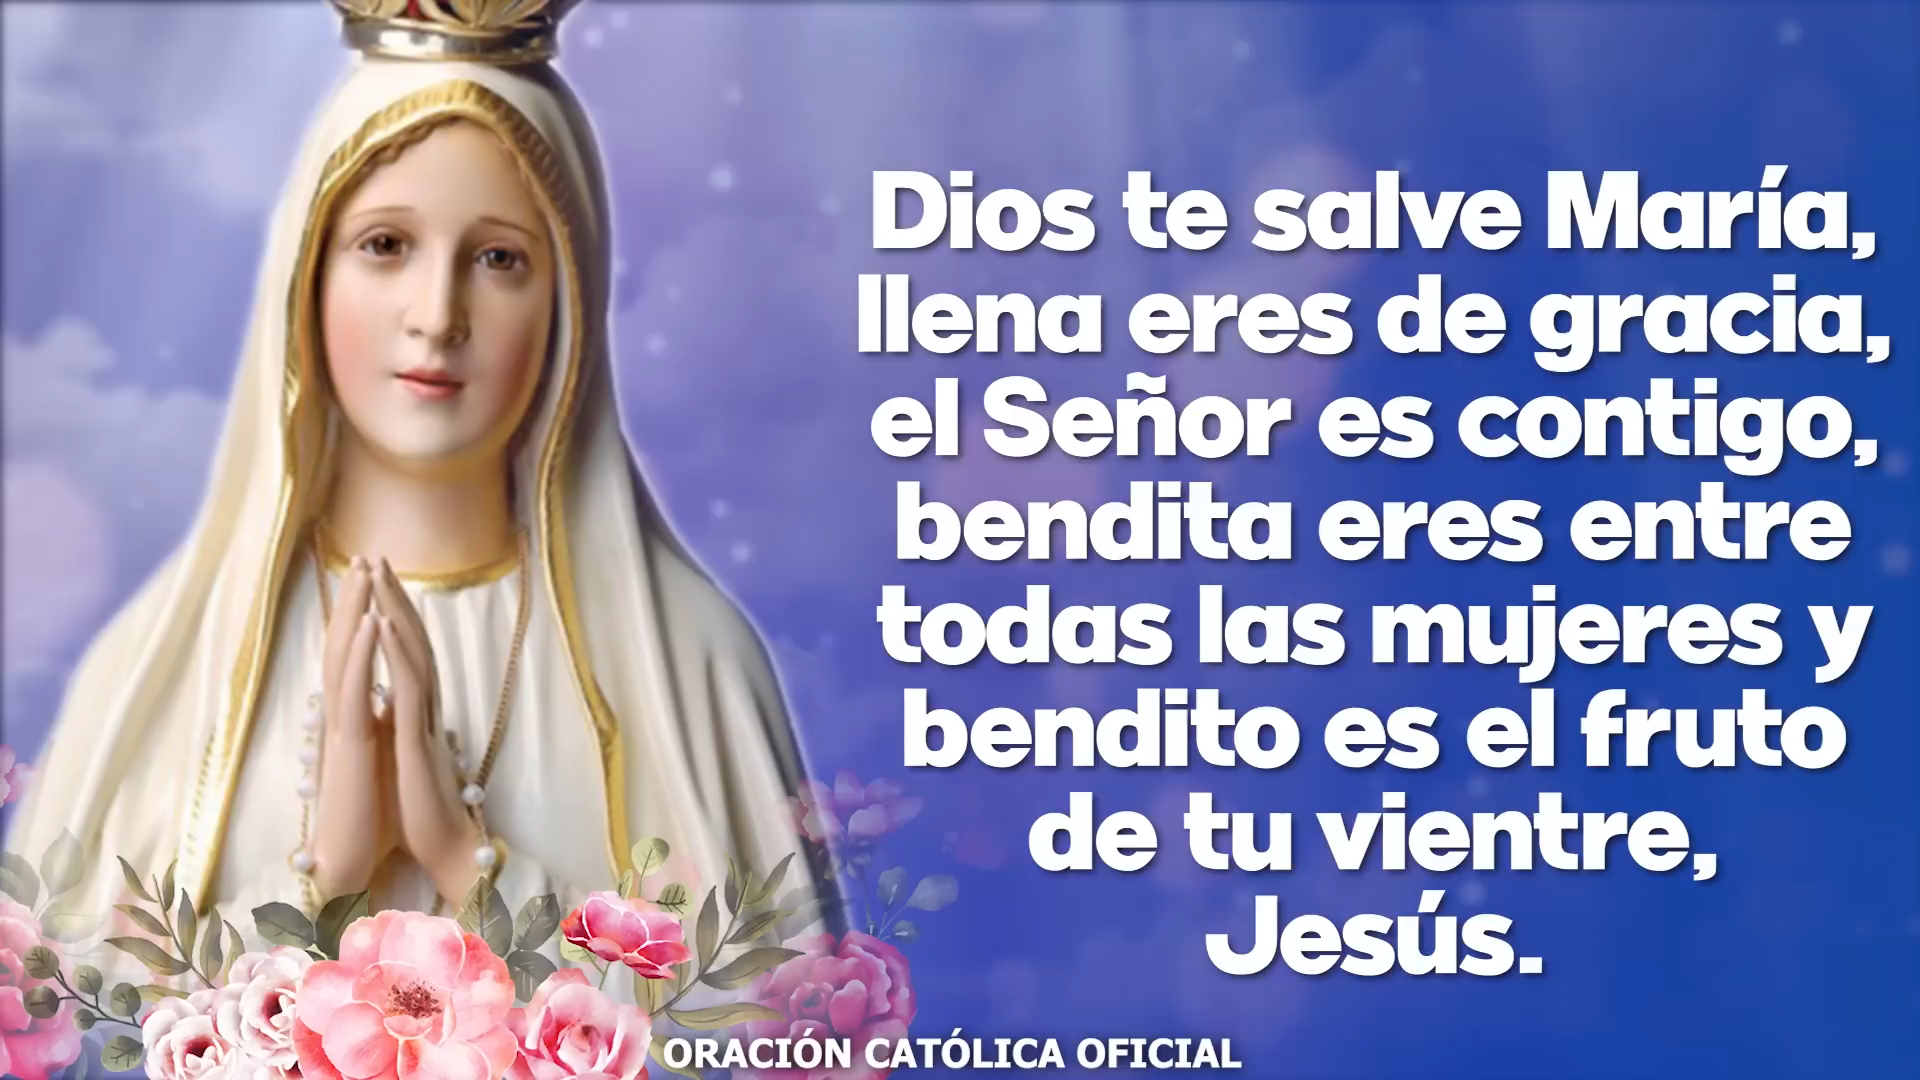 Dios te salve María,
llena eres de gracia,
el Señor es contigo,
bendita eres entre
todas las mujeres y
bendito es el fruto
de tu vientre,
Jesús.
ORACIÓN CATÓLICA OFICIAL